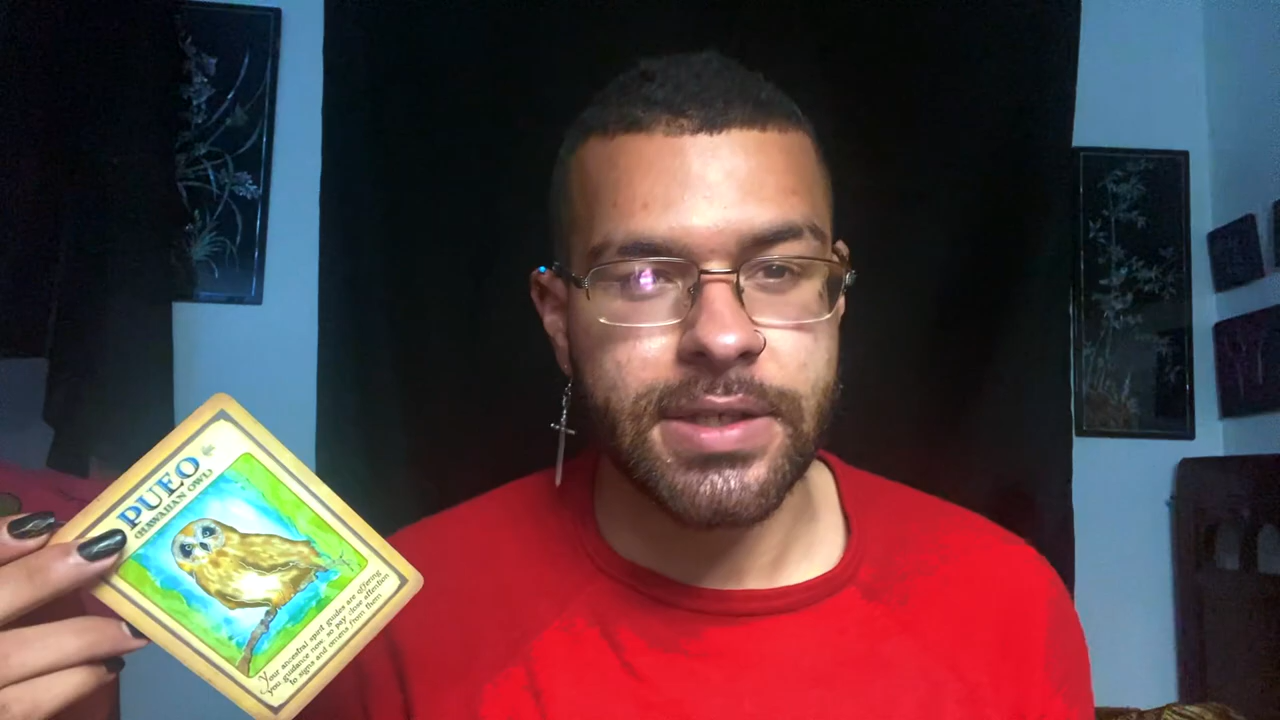 PUEO
(HAWAIIAN OWL)
Your ancestral spirit guides are offering
you guidance now, so pay close attention
to signs and omens from them